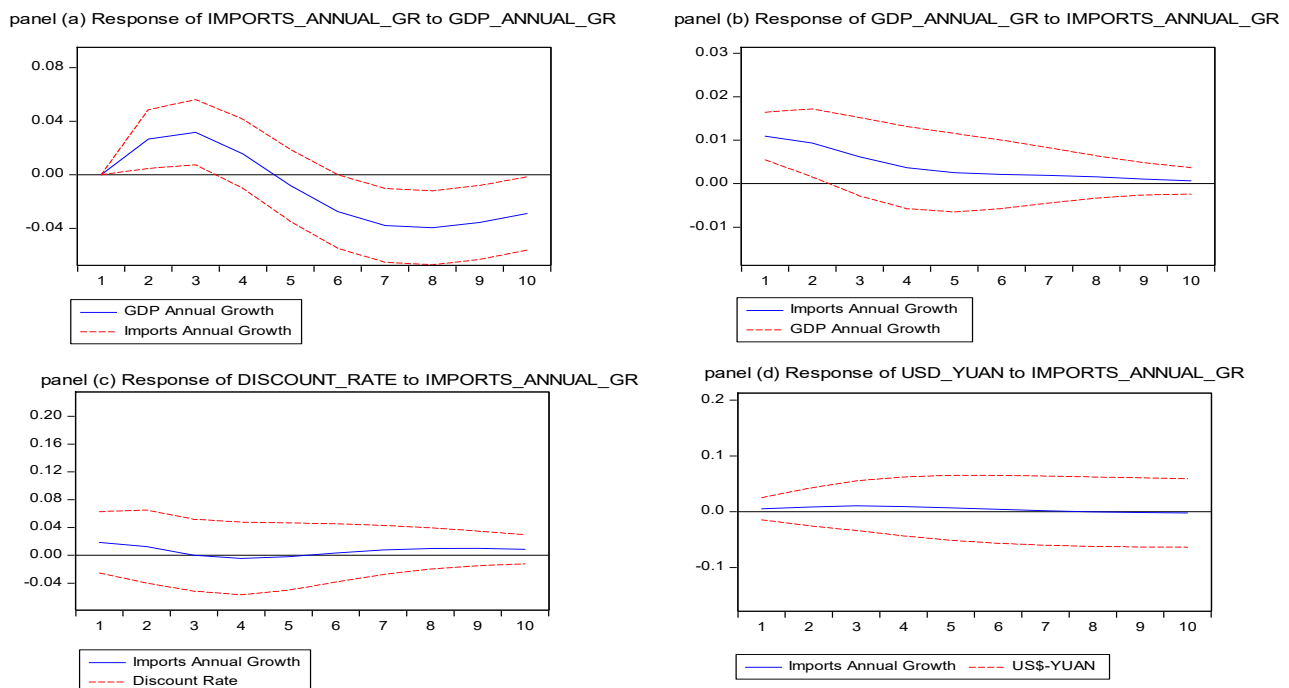 panel (a) Response of IMPORTS_ANNUAL_GR to GDP_ANNUAL_GR
0.08
0.04
0.00
-0.04
1 2 3 4 5 6 7 8 9 10
GDP Annual Growth
Imports Annual Growth
panel (b) Response of GDP_ANNUAL_GR to IMPORTS_ANNUAL_GR
0.03
0.02
0.01
0.00
-0.01
1 2 3 4 5 6 7 8 9 10
Imports Annual Growth
GDP Annual Growth
panel (c) Response of DISCOUNT_RATE to IMPORTS_ANNUAL_GR
0.20
0.16
0.12
0.08
0.04
0.00
-0.04
1 2 3 4 5 6 7 8 9 10
Imports Annual Growth
Discount Rate
panel (d) Response of USD_YUAN to IMPORTS_ANNUAL_GR
0.2
0.1
0.0
-0.1
1 2 3 4 5 6 7 8 9 10
Imports Annual Growth US$-YUAN